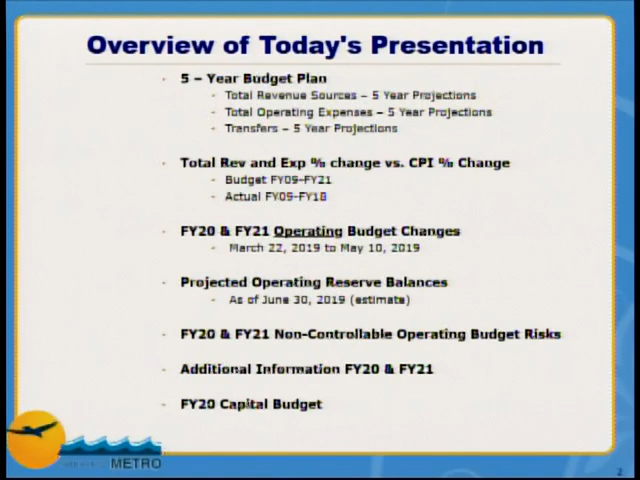 Overview of Today's Presentation
5 – Year Budget Plan
- Total Revenue Sources – 5 Year Projections
- Total Operating Expenses – 5 Year Projections
- Transfers – 5 Year Projections
Total Rev and Exp % change vs. CPI % Change
- Budget FY09-FY21
- Actual FY09-FY18
FY20 & FY21 Operating Budget Changes
- March 22, 2019 to May 10, 2019
Projected Operating Reserve Balances
- As of June 30, 2019 (estimate)
FY20 & FY21 Non-Controllable Operating Budget Risks
Additional Information FY20 & FY21
FY20 Capital Budget
METRO
2